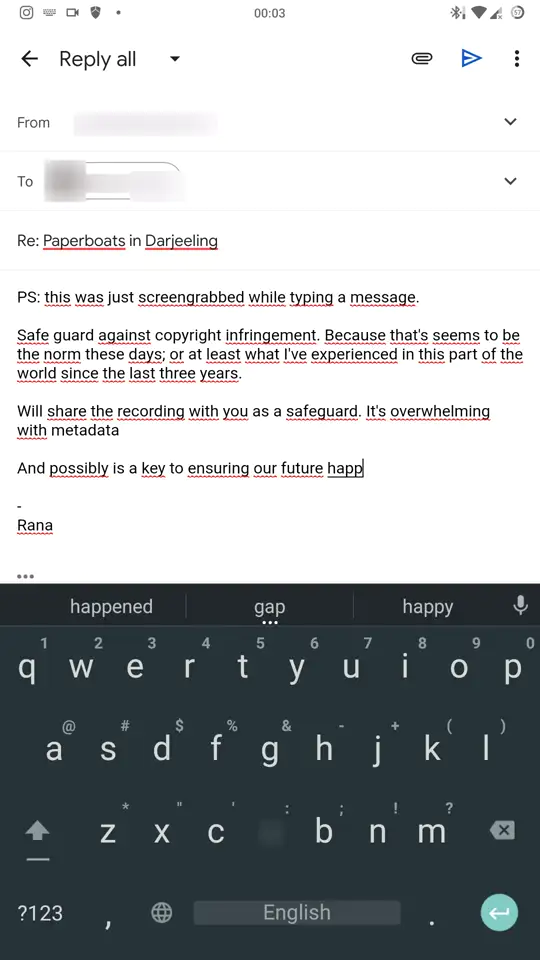 00:03
57
Reply all
From
To
Re: Paperboats in Darjeeling
PS: this was just screengrabbed while typing a message.
Safe guard against copyright infringement. Because that's seems to be
the norm these days; or at least what I've experienced in this part of the
world since the last three years.
Will share the recording with you as a safeguard. It's overwhelming
with metadata
And possibly is a key to ensuring our future happ
-
Rana
•••
happened gap happy
1 2 3 4 5 6 7 8 9 0
q w e r t y u i o p
@ # $ % & - + ( )
a s d f g h j k l
* " ' : ; ! ?
z x c b n m
?123 , English .